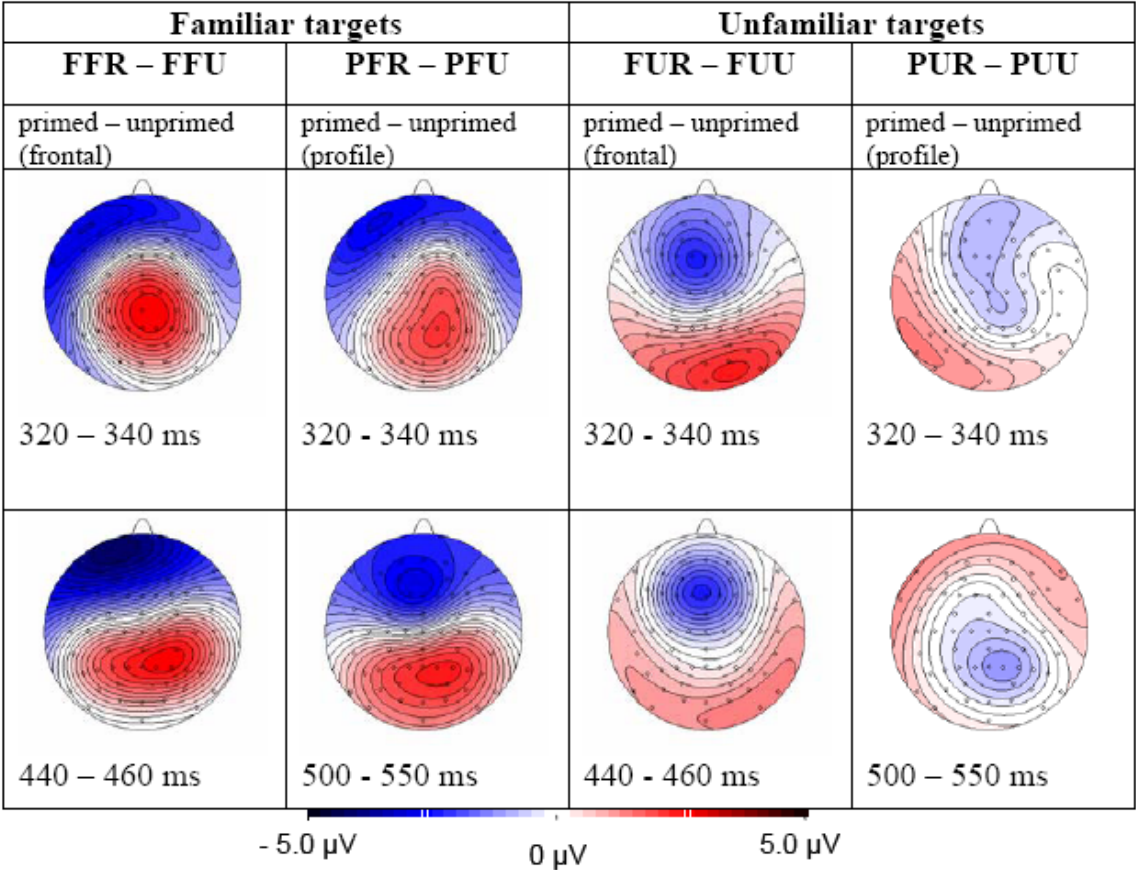 Familiar targets
Unfamiliar targets
FFR – FFU
PFR – PFU
FUR – FUU
PUR – PUU
primed – unprimed
(frontal)
primed – unprimed
(profile)
primed – unprimed
(frontal)
primed – unprimed
(profile)
320 – 340 ms
320 - 340 ms
320 - 340 ms
320 – 340 ms
440 – 460 ms
500 - 550 ms
440 - 460 ms
500 – 550 ms
- 5.0 µV
0 µV
5.0 µV